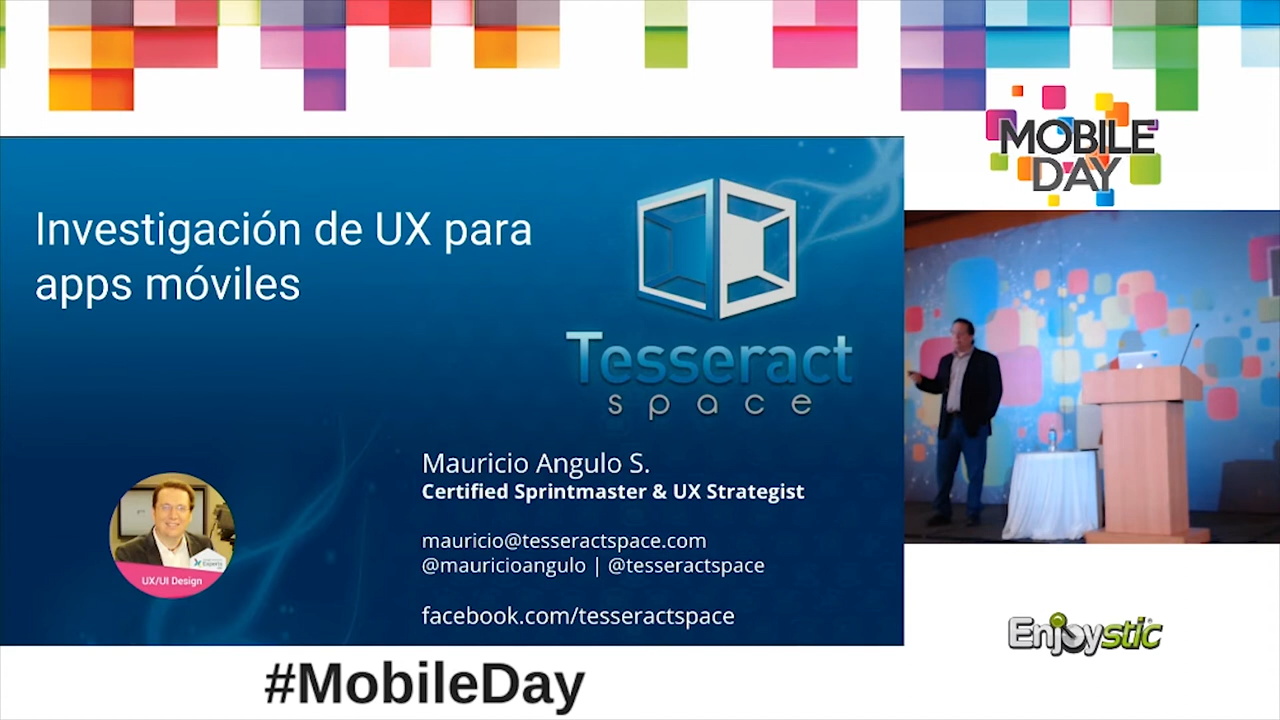 MOBILE
DAY
Investigación de UX para
apps móviles
Tesseract
space
Mauricio Angulo S.
Certified Sprintmaster & UX Strategist
mauricio@tesseractspace.com
@mauricioangulo | @tesseractspace
facebook.com/tesseractspace
UX/UI Design
Enjoystic
#MobileDay